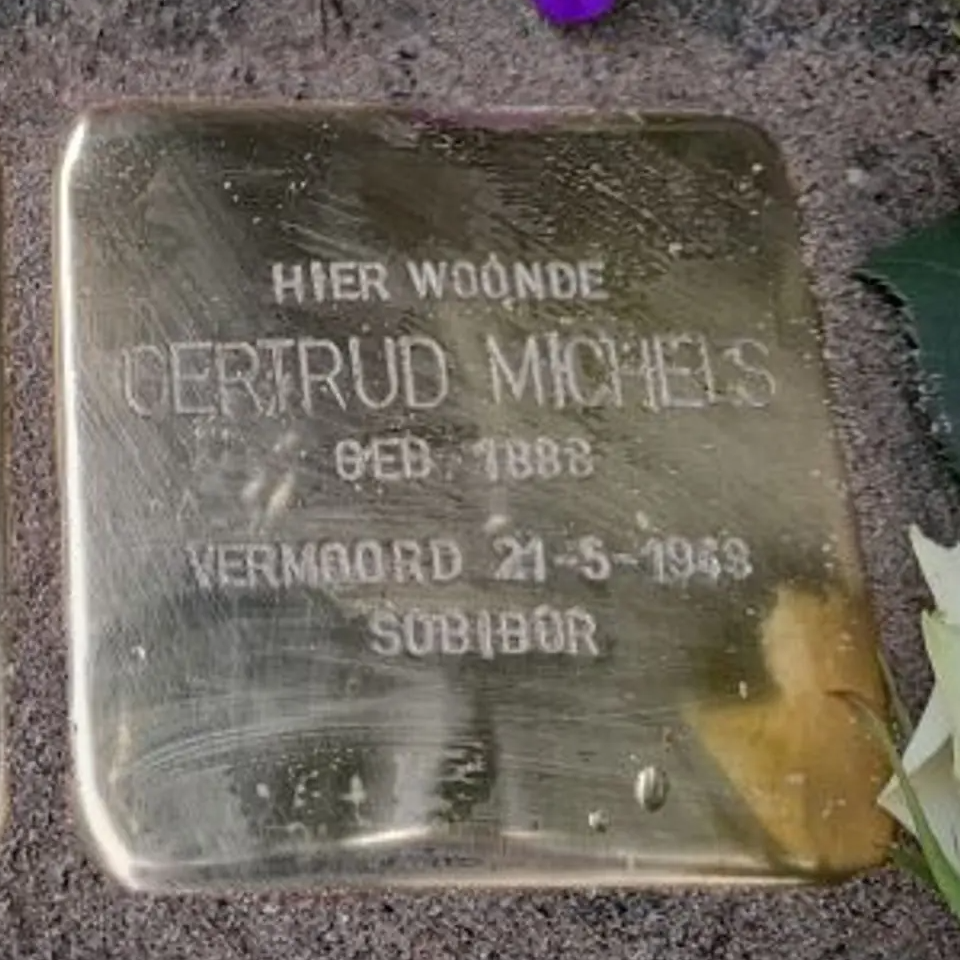 HIER WOONDE
GERTRUD MICHELS
GEB. 1888
VERMOORD 21-5-1943
SOBIBOR